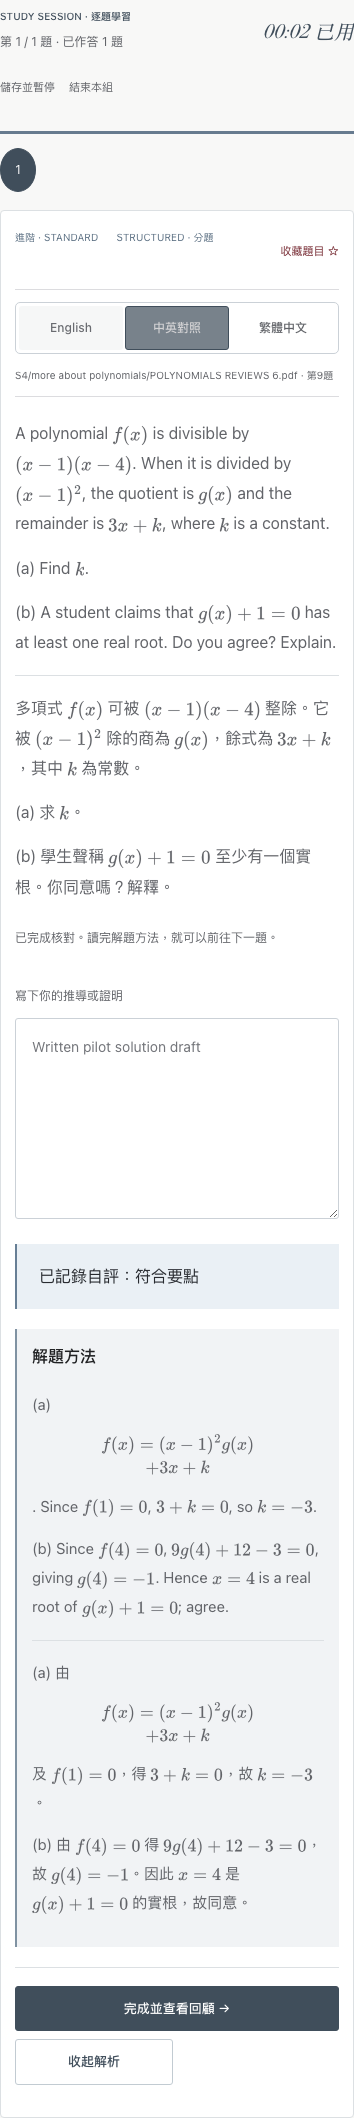 STUDY SESSION · 逐題學習
00:02 已用
第 1 / 1 題 · 已作答 1 題
儲存並暫停 結束本組
1
進階 · STANDARD STRUCTURED · 分題
收藏題目 ☆
English 中英對照 繁體中文
S4/more about polynomials/POLYNOMIALS REVIEWS 6.pdf · 第9題
A polynomial f(x) is divisible by
(x − 1)(x − 4). When it is divided by
(x − 1)², the quotient is g(x) and the
remainder is 3x + k, where k is a constant.
(a) Find k.
(b) A student claims that g(x) + 1 = 0 has
at least one real root. Do you agree? Explain.
多項式 f(x) 可被 (x − 1)(x − 4) 整除。它
被 (x − 1)² 除的商為 g(x)，餘式為 3x + k
，其中 k 為常數。
(a) 求 k。
(b) 學生聲稱 g(x) + 1 = 0 至少有一個實
根。你同意嗎？解釋。
已完成核對。讀完解題方法，就可以前往下一題。
寫下你的推導或證明
Written pilot solution draft
已記錄自評：符合要點
解題方法
(a)
f(x) = (x − 1)²g(x)
+3x + k
. Since f(1) = 0, 3 + k = 0, so k = −3.
(b) Since f(4) = 0, 9g(4) + 12 − 3 = 0,
giving g(4) = −1. Hence x = 4 is a real
root of g(x) + 1 = 0; agree.
(a) 由
f(x) = (x − 1)²g(x)
+3x + k
及 f(1) = 0，得 3 + k = 0，故 k = −3
。
(b) 由 f(4) = 0 得 9g(4) + 12 − 3 = 0，
故 g(4) = −1。因此 x = 4 是
g(x) + 1 = 0 的實根，故同意。
完成並查看回顧 →
收起解析